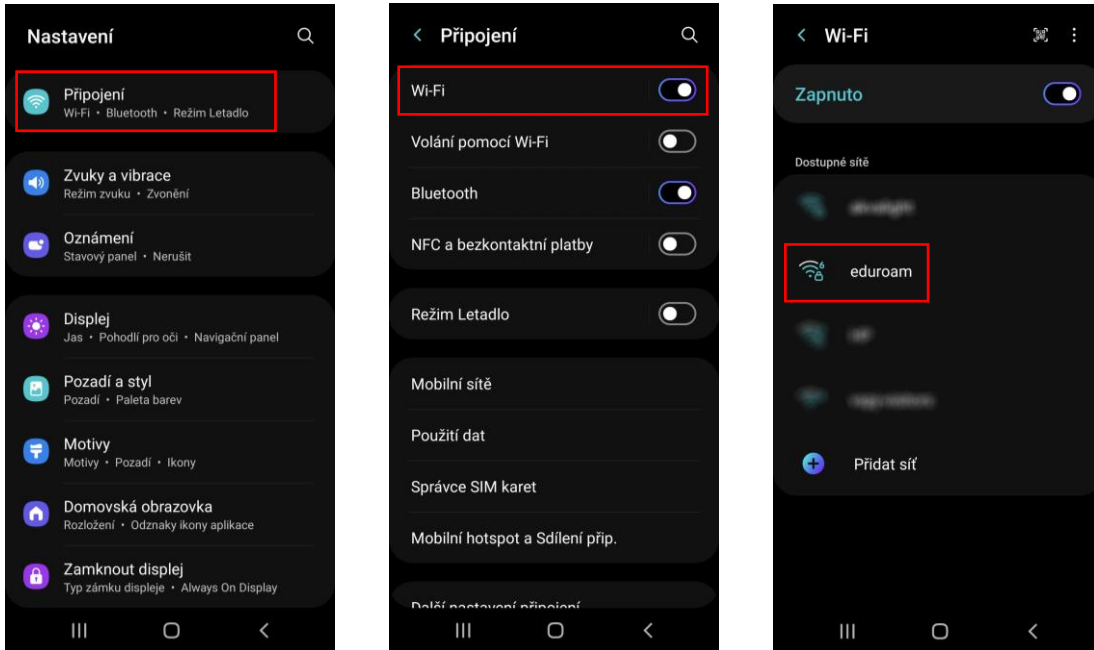 Nastavení
Připojení
Wi-Fi • Bluetooth • Režim Letadlo
Zvuky a vibrace
Režim zvuku • Zvonění
Oznámení
Stavový panel • Nerušit
Displej
Jas • Pohodlí pro oči • Navigační panel
Pozadí a styl
Pozadí • Paleta barev
Motivy
Motivy • Pozadí • Ikony
Domovská obrazovka
Rozložení • Odznaky ikony aplikace
Zamknout displej
Typ zámku displeje • Always On Display
Připojení
Wi-Fi
Volání pomocí Wi-Fi
Bluetooth
NFC a bezkontaktní platby
Režim Letadlo
Mobilní sítě
Použití dat
Správce SIM karet
Mobilní hotspot a Sdílení přip.
Další nastavení připojení
Wi-Fi
Zapnuto
Dostupné sítě
6
eduroam
Přidat síť